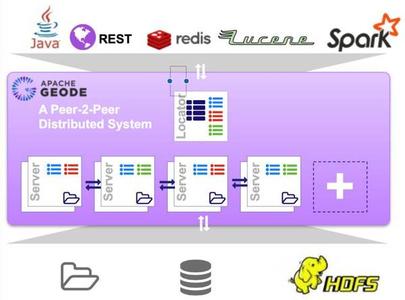 Java
REST
redis
Lucene
Spark
APACHE
GEODE
A Peer-2-Peer
Distributed System
Locator
Server
Server
Server
Server
HDFS